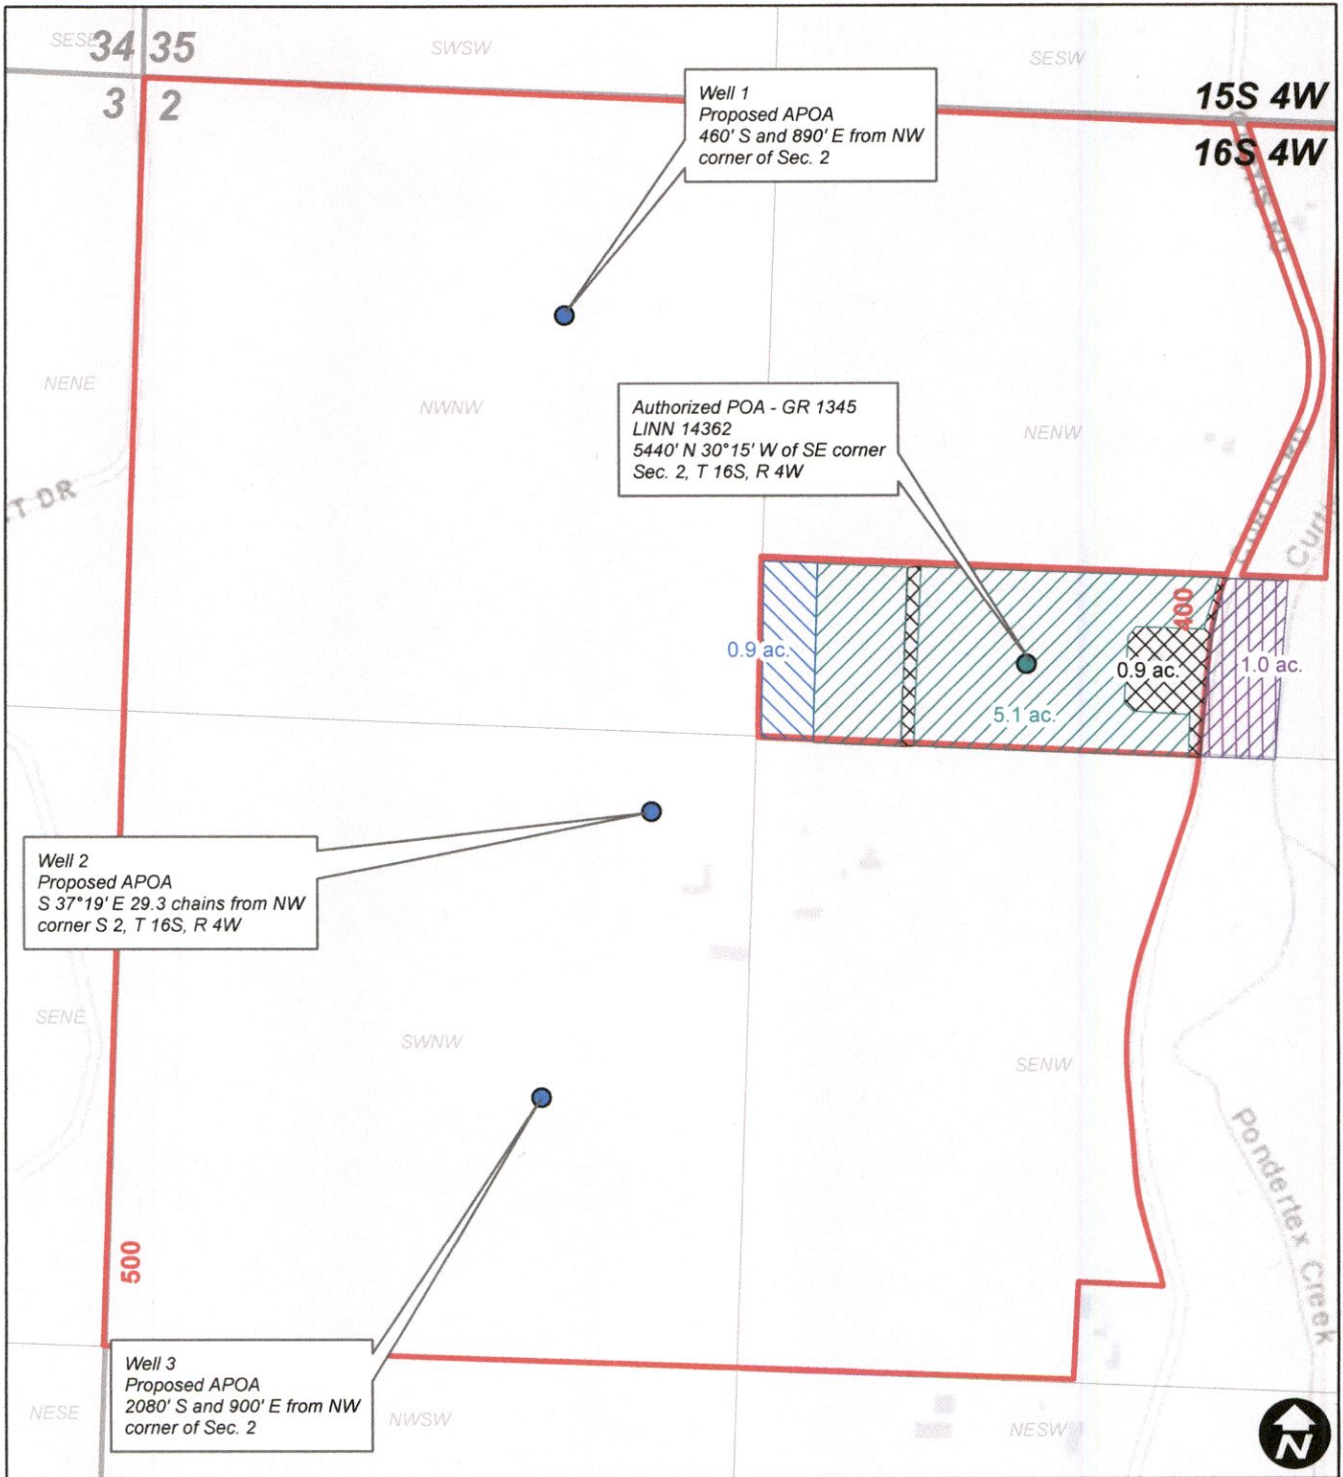 SESE
34
35
SWSW
SESW
3
2
15S 4W
16S 4W
Well 1
Proposed APOA
460' S and 890' E from NW
corner of Sec. 2
NENE
NWNW
NENW
Authorized POA - GR 1345
LINN 14362
5440' N 30°15' W of SE corner
Sec. 2, T 16S, R 4W
T DR
CURTIS RD
Curti
400
0.9 ac.
0.9 ac.
1.0 ac.
5.1 ac.
Well 2
Proposed APOA
S 37°19' E 29.3 chains from NW
corner S 2, T 16S, R 4W
SENE
SWNW
SENW
Pondertex Creek
500
Well 3
Proposed APOA
2080' S and 900' E from NW
corner of Sec. 2
NESE
NWSW
NESW
N